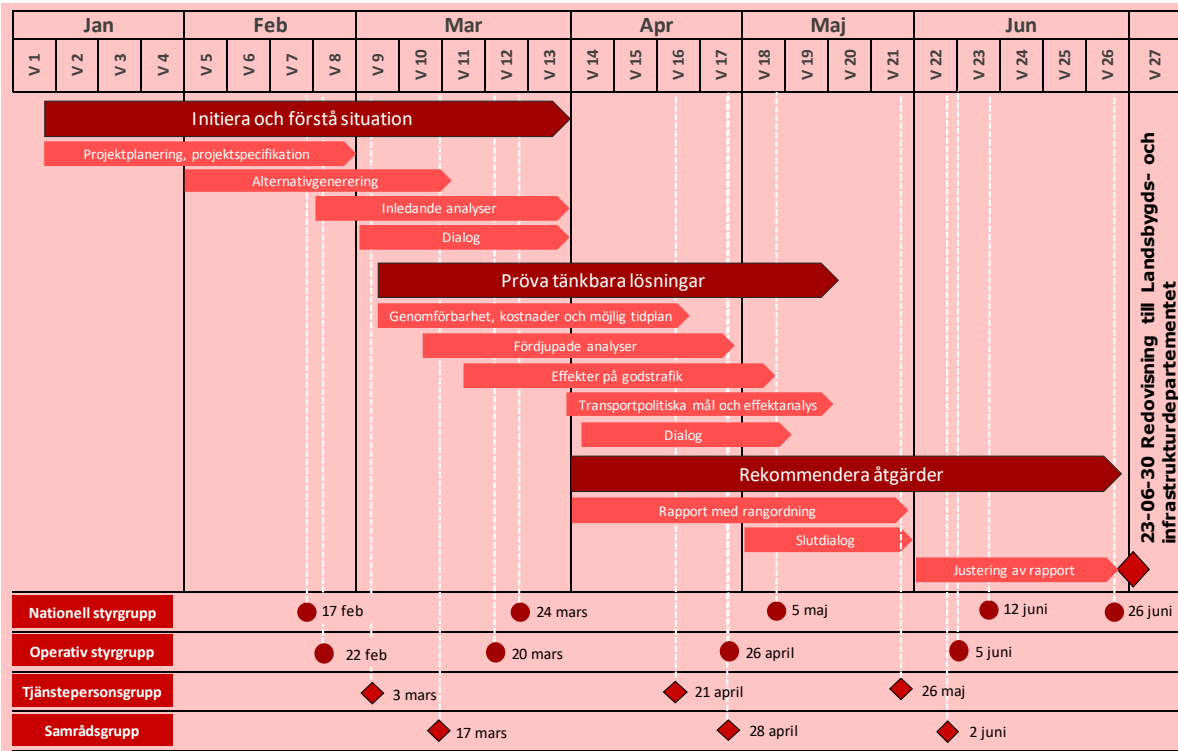 Jan Feb Mar Apr Maj Jun
V 1 V 2 V 3 V 4 V 5 V 6 V 7 V 8 V 9 V 10 V 11 V 12 V 13 V 14 V 15 V 16 V 17 V 18 V 19 V 20 V 21 V 22 V 23 V 24 V 25 V 26 V 27
Initiera och förstå situation
Projektplanering, projektspecifikation
Alternativgenerering
Inledande analyser
Dialog
Pröva tänkbara lösningar
Genomförbarhet, kostnader och möjlig tidplan
Fördjupade analyser
Effekter på godstrafik
Transportpolitiska mål och effektanalys
Dialog
Rekommendera åtgärder
Rapport med rangordning
Slutdialog
Justering av rapport
23-06-30 Redovisning till Landsbygds- och
infrastrukturdepartementet
Nationell styrgrupp 17 feb 24 mars 5 maj 12 juni 26 juni
Operativ styrgrupp 22 feb 20 mars 26 april 5 juni
Tjänstepersonsgrupp 3 mars 21 april 26 maj
Samrådsgrupp 17 mars 28 april 2 juni